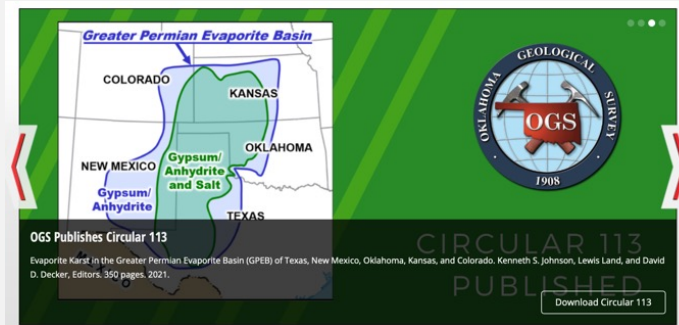 Greater Permian Evaporite Basin
COLORADO
KANSAS
OKLAHOMA
NEW MEXICO
Gypsum/
Anhydrite
and Salt
Gypsum/
Anhydrite
TEXAS
MEXICO
OKLAHOMA GEOLOGICAL SURVEY
OGS
1908
CIRCULAR 113
PUBLISHED
OGS Publishes Circular 113
Evaporite Karst in the Greater Permian Evaporite Basin (GPEB) of Texas, New Mexico, Oklahoma, Kansas, and Colorado. Kenneth S. Johnson, Lewis Land, and David
D. Decker, Editors. 350 pages. 2021.
Download Circular 113